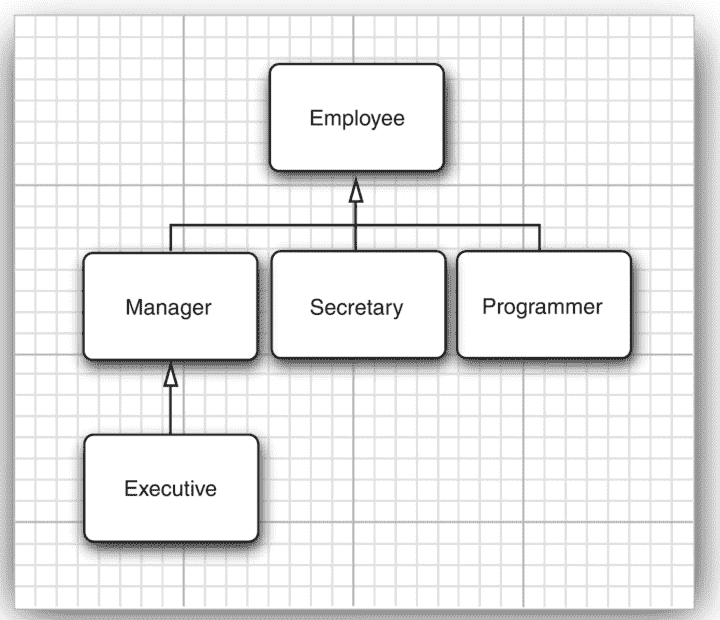 Employee
Manager
Secretary
Programmer
Executive